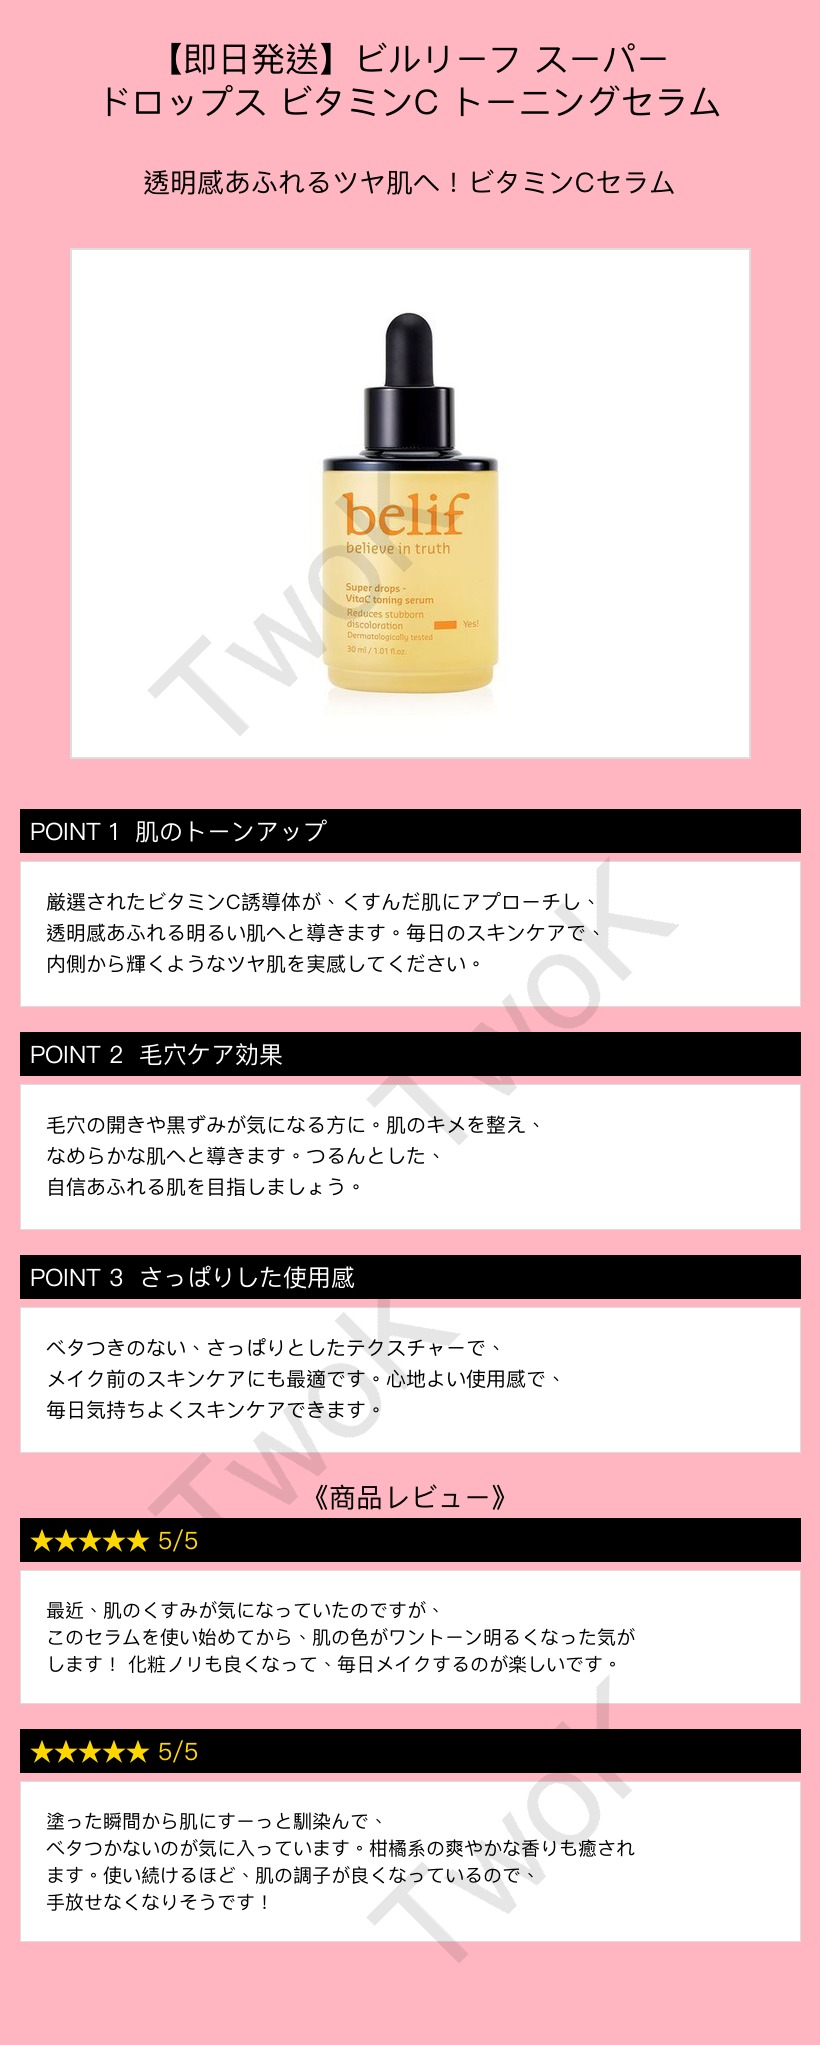 【即日発送】ビルリーフ スーパー
ドロップス ビタミンC トーニングセラム
透明感あふれるツヤ肌へ！ビタミンCセラム
belif
believe in truth
Super drops -
VitaC toning serum
Reduces stubborn
discoloration Yes!
Dermatologically tested
30 ml / 1.01 fl.oz.
TwoK
POINT 1 肌のトーンアップ
厳選されたビタミンC誘導体が、くすんだ肌にアプローチし、
透明感あふれる明るい肌へと導きます。毎日のスキンケアで、
内側から輝くようなツヤ肌を実感してください。
TwoK
POINT 2 毛穴ケア効果
毛穴の開きや黒ずみが気になる方に。肌のキメを整え、
なめらかな肌へと導きます。つるんとした、
自信あふれる肌を目指しましょう。
POINT 3 さっぱりした使用感
ベタつきのない、さっぱりとしたテクスチャーで、
メイク前のスキンケアにも最適です。心地よい使用感で、
毎日気持ちよくスキンケアできます。
TwoK
《商品レビュー》
★★★★★ 5/5
最近、肌のくすみが気になっていたのですが、
このセラムを使い始めてから、肌の色がワントーン明るくなった気が
します！ 化粧ノリも良くなって、毎日メイクするのが楽しいです。
★★★★★ 5/5
塗った瞬間から肌にすーっと馴染んで、
ベタつかないのが気に入っています。柑橘系の爽やかな香りも癒され
ます。使い続けるほど、肌の調子が良くなっているので、
手放せなくなりそうです！
TwoK